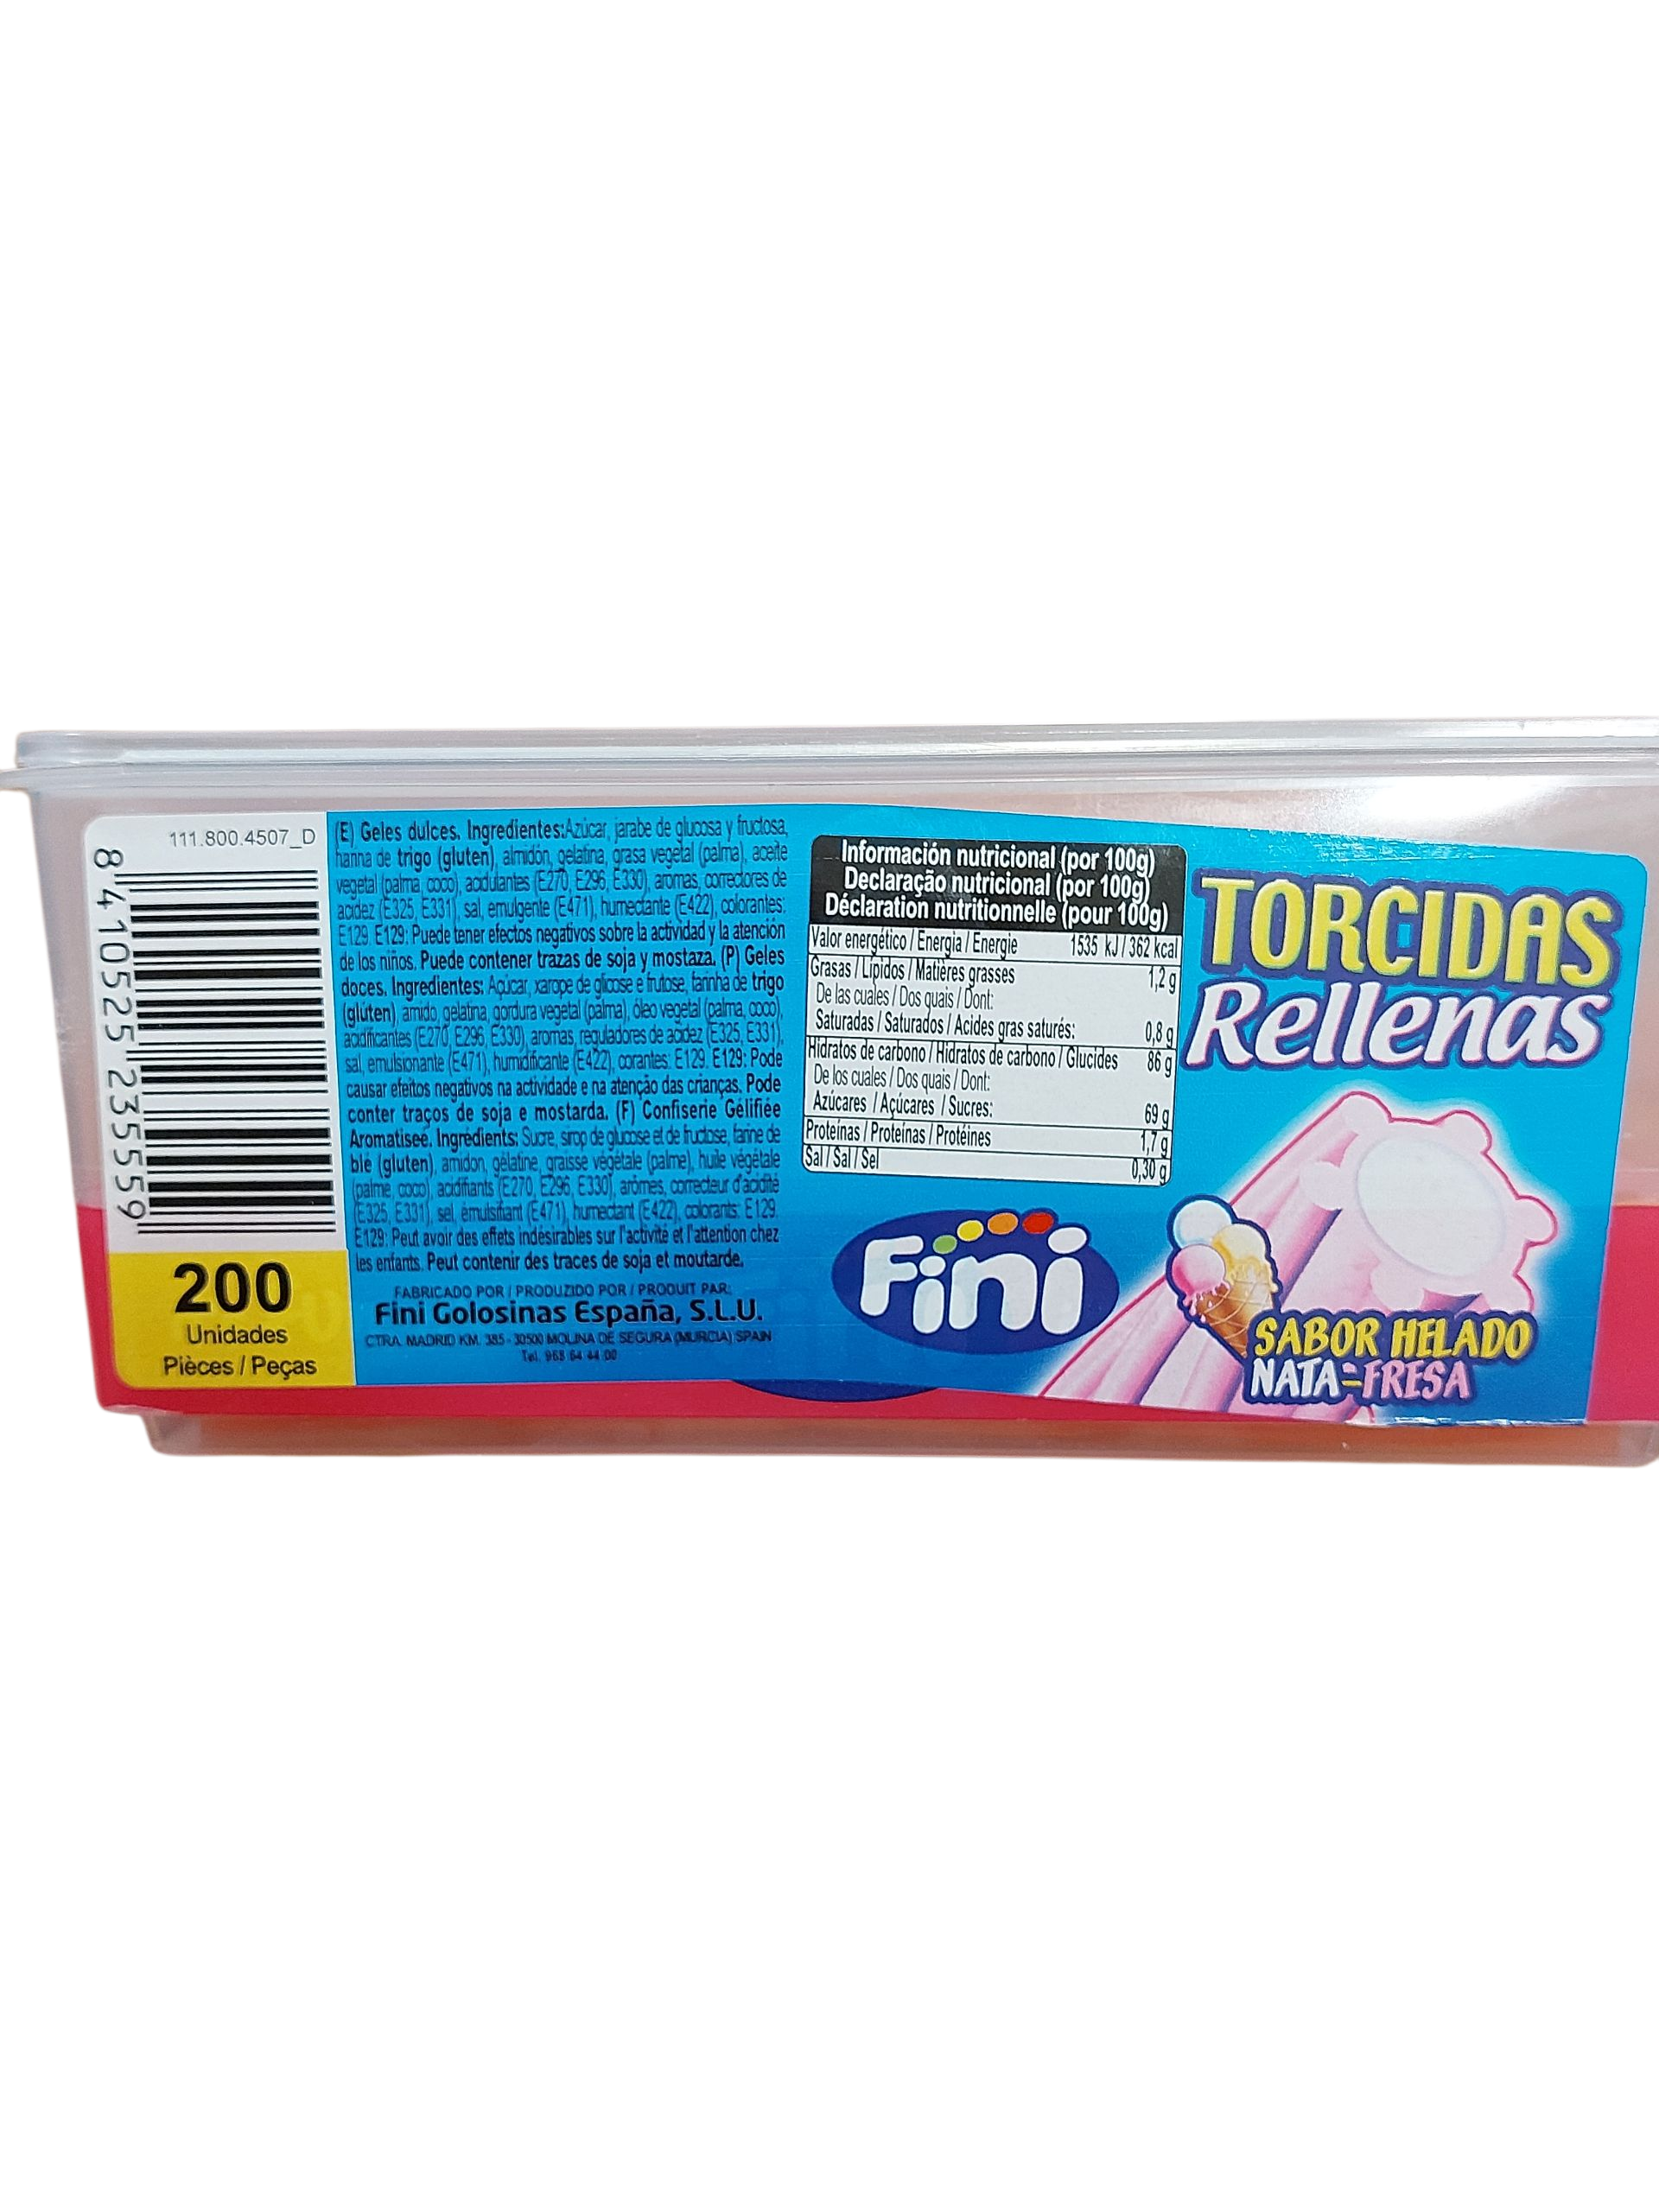 111.800.4507_D
8 410525 235559
200
Unidades
Pièces / Peças
(E) Geles dulces. Ingredientes:Azúcar, jarabe de glucosa y fructosa,
harina de trigo (gluten), almidón, gelatina, grasa vegetal (palma), aceite
vegetal (palma, coco), acidulantes (E270, E296, E330), aromas, correctores de
acidez (E325, E331), sal, emulgente (E471), humectante (E422), colorantes:
E129. E129: Puede tener efectos negativos sobre la actividad y la atención
de los niños. Puede contener trazas de soja y mostaza. (P) Geles
doces. Ingredientes: Açúcar, xarope de glicose e frutose, farinha de trigo
(glúten), amido, gelatina, gordura vegetal (palma), óleo vegetal (palma, coco),
acidificantes (E270, E296, E330), aromas, reguladores de acidez (E325, E331),
sal, emulsionante (E471), humidificante (E422), corantes: E129. E129: Pode
causar efeitos negativos na actividade e na atenção das crianças. Pode
conter traços de soja e mostarda. (F) Confiserie Gélifiée
Aromatiseé. Ingrédients: Sucre, sirop de glucose et de fructose, farine de
blé (gluten), amidon, gélatine, graisse végétale (palme), huile végétale
(palme, coco), acidifiants (E270, E296, E330), arômes, correcteur d'acidité
(E325, E331), sel, émulsifiant (E471), humectant (E422), colorants: E129.
E129: Peut avoir des effets indésirables sur l'activité et l'attention chez
les enfants. Peut contenir des traces de soja et moutarde.
FABRICADO POR / PRODUZIDO POR / PRODUIT PAR:
Fini Golosinas España, S.L.U.
CTRA. MADRID KM. 385 - 30500 MOLINA DE SEGURA (MURCIA) SPAIN
Tel. 968 64 44 00
Información nutricional (por 100g)
Declaração nutricional (por 100g)
Déclaration nutritionnelle (pour 100g)
Valor energético / Energia / Energie 1535 kJ / 362 kcal
Grasas / Lípidos / Matières grasses 1,2 g
De las cuales / Dos quais / Dont:
Saturadas / Saturados / Acides gras saturés: 0,8 g
Hidratos de carbono / Hidratos de carbono / Glucides 86 g
De los cuales / Dos quais / Dont:
Azúcares / Açúcares / Sucres: 69 g
Proteínas / Proteínas / Protéines 1,7 g
Sal / Sal / Sel 0,30 g
Fini
TORCIDAS
Rellenas
SABOR HELADO
NATA-FRESA